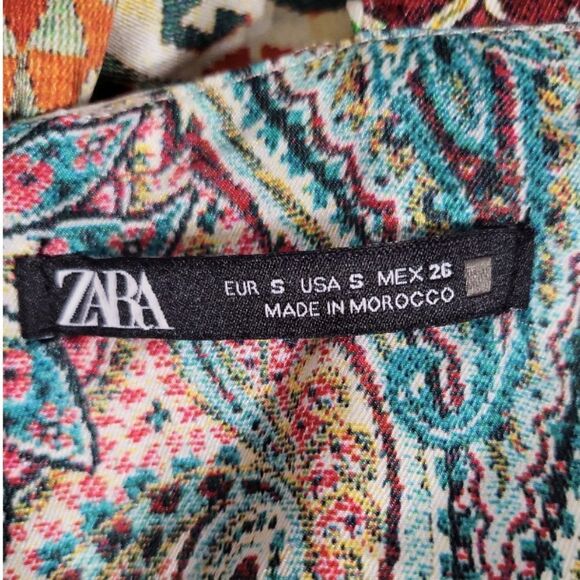 ZARA
EUR S USA S MEX 26
MADE IN MOROCCO